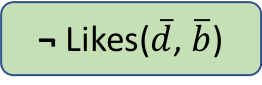 ¬ Likes(d̄, b̄)